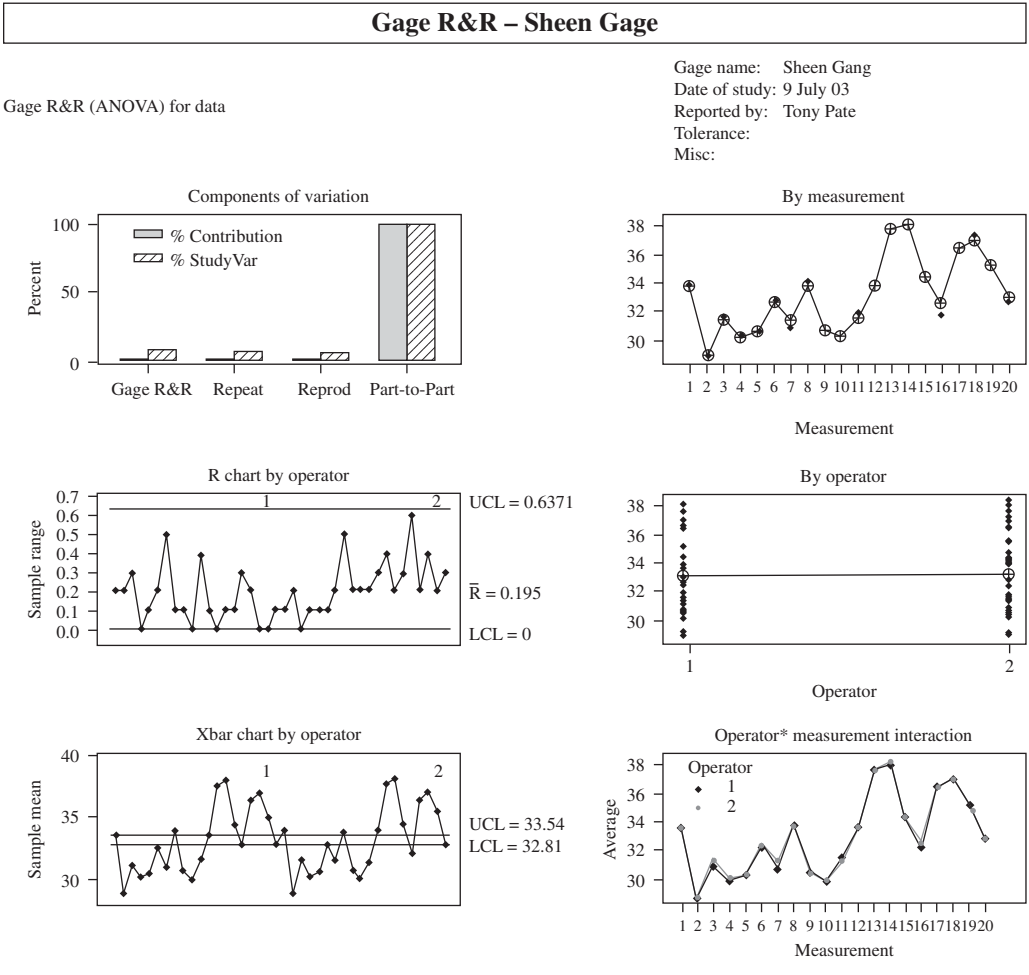 Gage R&R – Sheen Gage
Gage name: Sheen Gang
Date of study: 9 July 03
Reported by: Tony Pate
Tolerance:
Misc:
Gage R&R (ANOVA) for data
Components of variation
100
50
0
Percent
% Contribution
% StudyVar
Gage R&R Repeat Reprod Part-to-Part
By measurement
38
36
34
32
30
1 2 3 4 5 6 7 8 9 10 11 12 13 14 15 16 17 18 19 20
Measurement
R chart by operator
0.7
0.6
0.5
0.4
0.3
0.2
0.1
0.0
Sample range
1 2
UCL = 0.6371
R̅ = 0.195
LCL = 0
By operator
38
36
34
32
30
1 2
Operator
Xbar chart by operator
40
35
30
Sample mean
1 2
UCL = 33.54
LCL = 32.81
Operator* measurement interaction
38
36
34
32
30
Average
Operator
1
2
1 2 3 4 5 6 7 8 9 10 11 12 13 14 15 16 17 18 19 20
Measurement